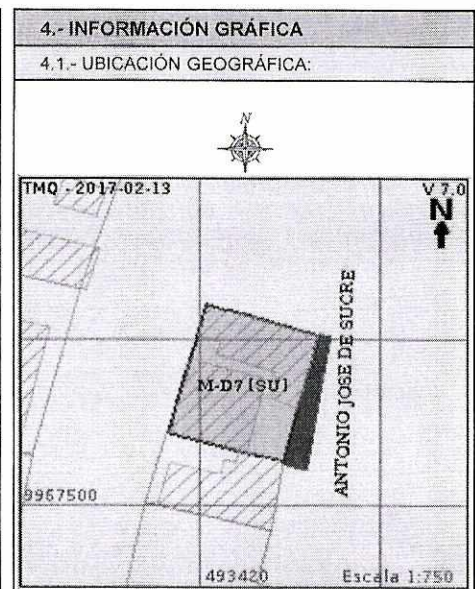 4.- INFORMACIÓN GRÁFICA
4.1.- UBICACIÓN GEOGRÁFICA:
N
TMQ - 2017-02-13
V 7.0
N
ANTONIO JOSE DE SUCRE
M-D7 [SU]
9967500
493420
Escala 1:750